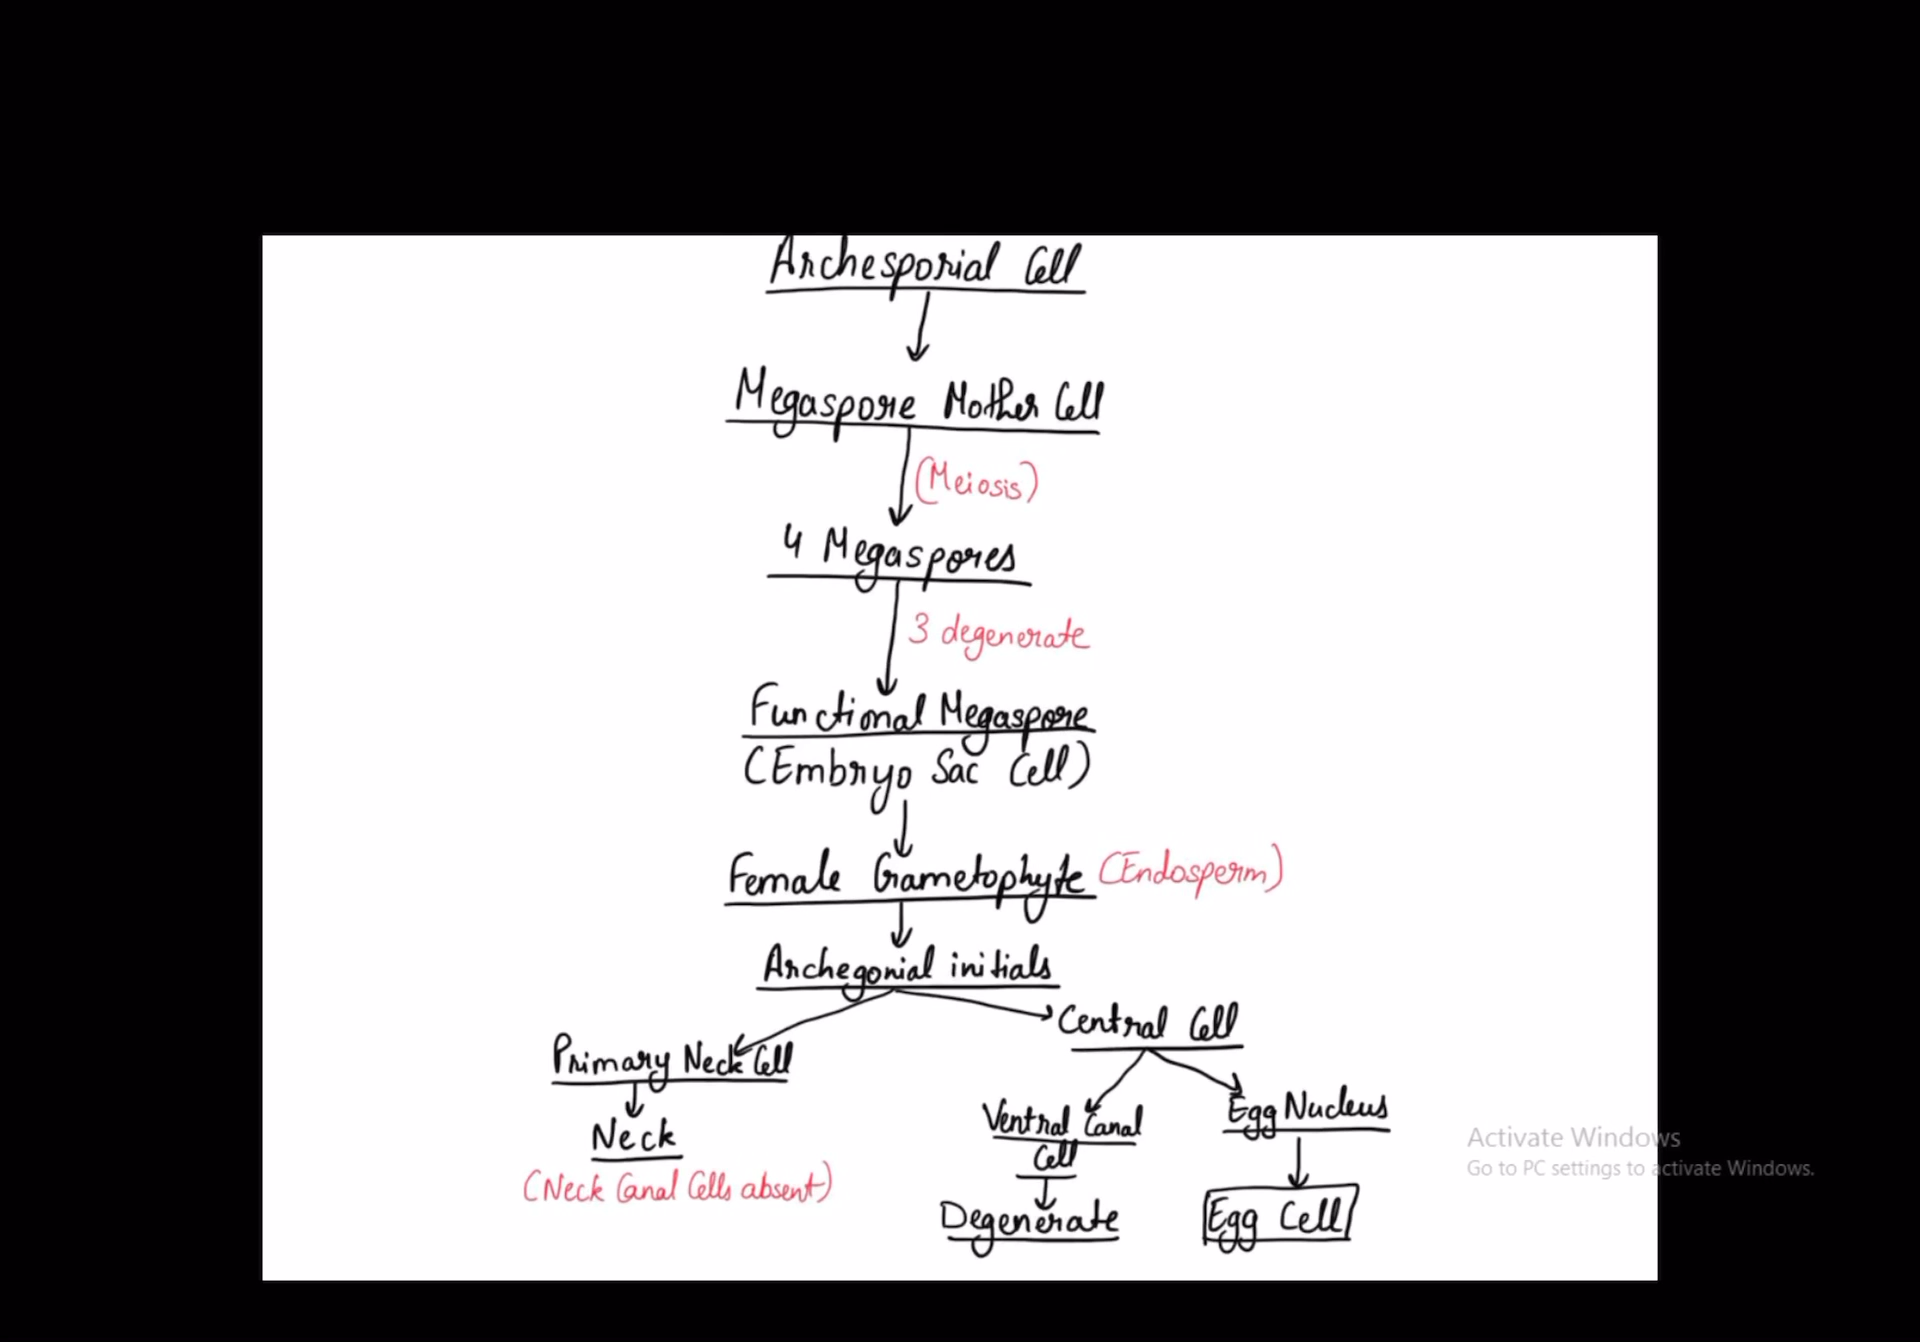 Archesporial Cell
Megaspore Mother Cell
(Meiosis)
4 Megaspores
3 degenerate
Functional Megaspore
(Embryo Sac Cell)
Female Gametophyte (Endosperm)
Archegonial initials
Central Cell
Primary Neck Cell
Ventral Canal
Cell
Egg Nucleus
Neck
(Neck Canal Cells absent)
Degenerate
Egg Cell
Activate Windows
Go to PC settings to activate Windows.